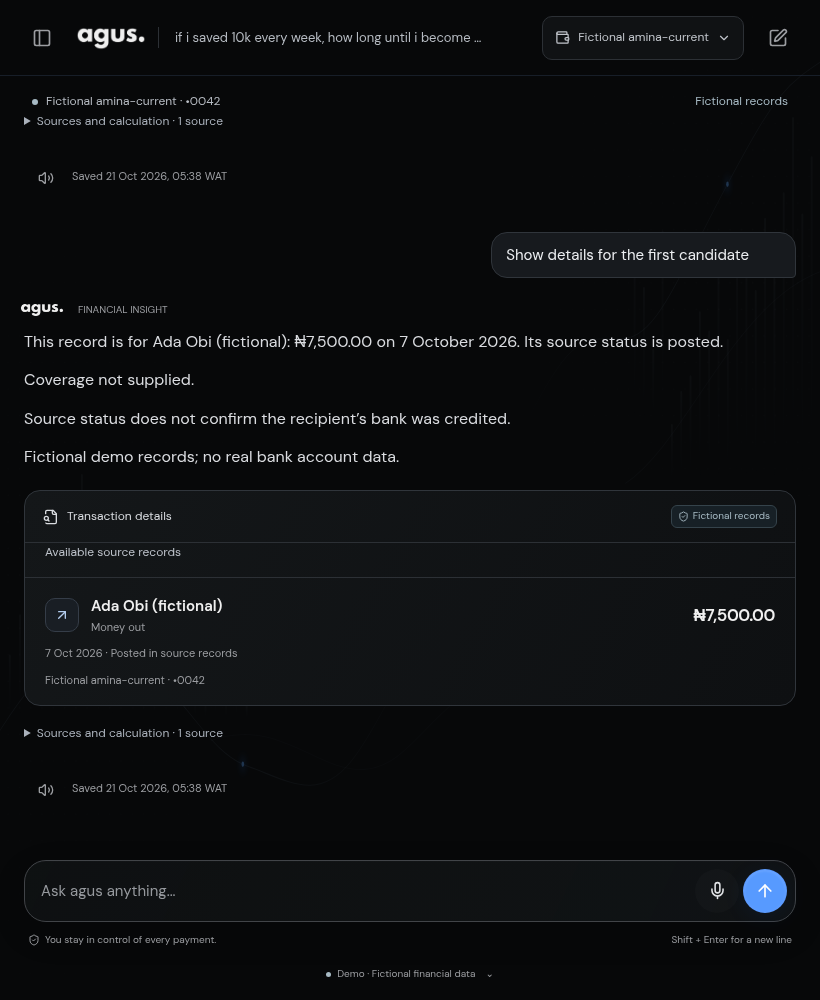 agus.
if i saved 10k every week, how long until i become ...
Fictional amina-current
Fictional amina-current · •0042
Fictional records
Sources and calculation · 1 source
Saved 21 Oct 2026, 05:38 WAT
Show details for the first candidate
agus. FINANCIAL INSIGHT
This record is for Ada Obi (fictional): ₦7,500.00 on 7 October 2026. Its source status is posted.
Coverage not supplied.
Source status does not confirm the recipient’s bank was credited.
Fictional demo records; no real bank account data.
Transaction details
Fictional records
Available source records
Ada Obi (fictional)
Money out
₦7,500.00
7 Oct 2026 · Posted in source records
Fictional amina-current · •0042
Sources and calculation · 1 source
Saved 21 Oct 2026, 05:38 WAT
Ask agus anything...
You stay in control of every payment.
Shift + Enter for a new line
Demo · Fictional financial data